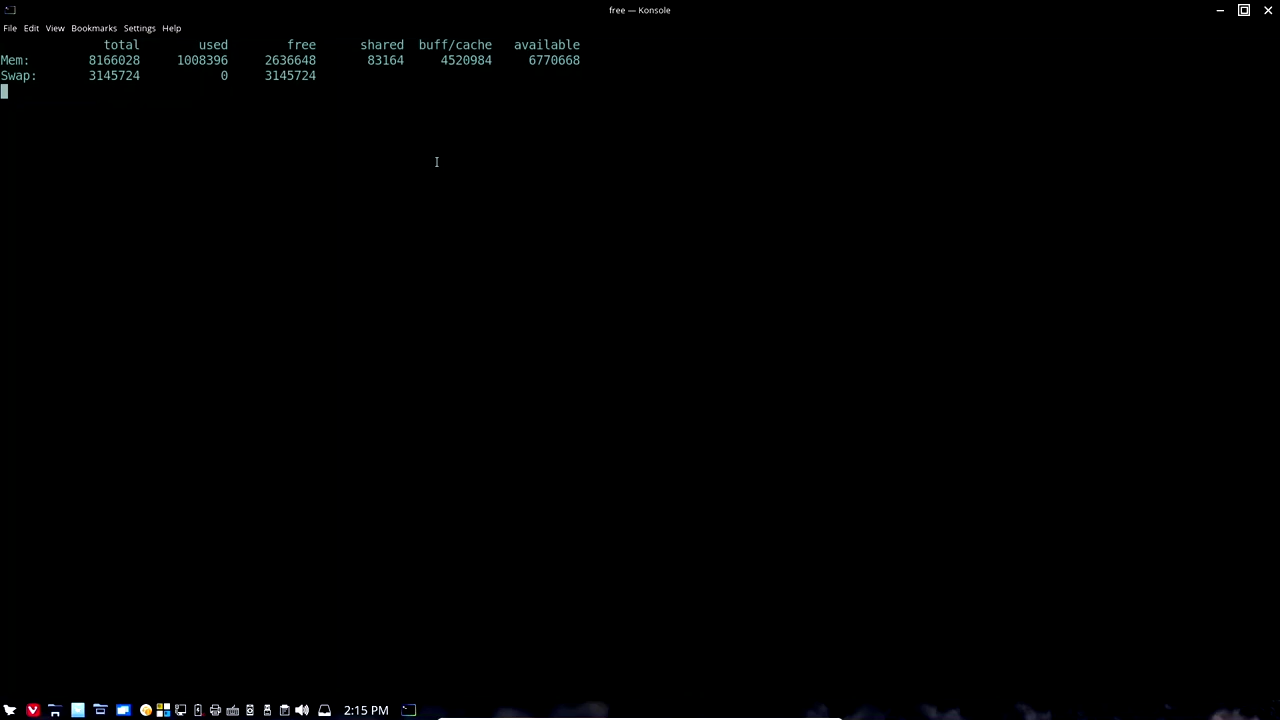 free — Konsole
File Edit View Bookmarks Settings Help
total used free shared buff/cache available
Mem: 8166028 1008396 2636648 83164 4520984 6770668
Swap: 3145724 0 3145724
2:15 PM